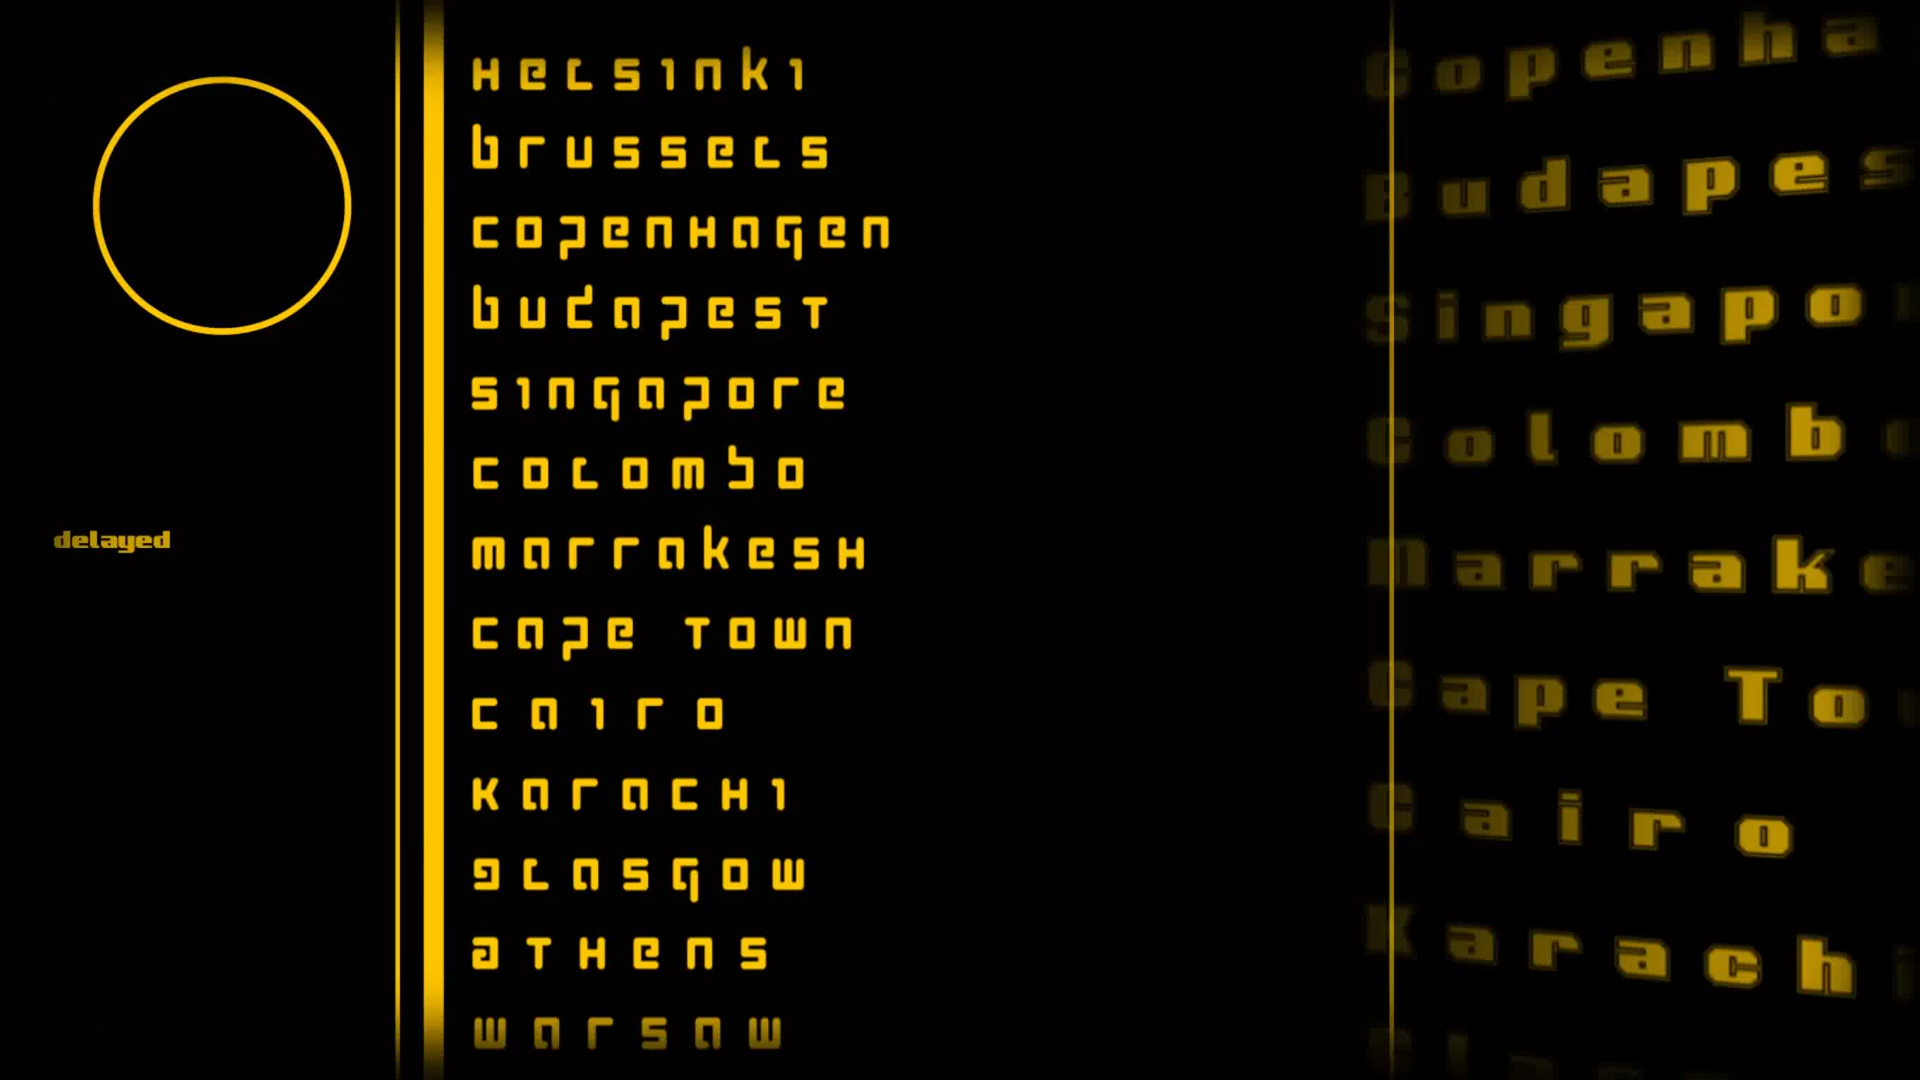 delayed
Helsinki
Brussels
Copenhagen
Budapest
Singapore
Colombo
Marrakesh
Cape Town
Cairo
Karachi
Glasgow
Athens
Warsaw
Copenha
Budapes
Singapo
Colomb
Marrake
Cape To
Cairo
Karachi